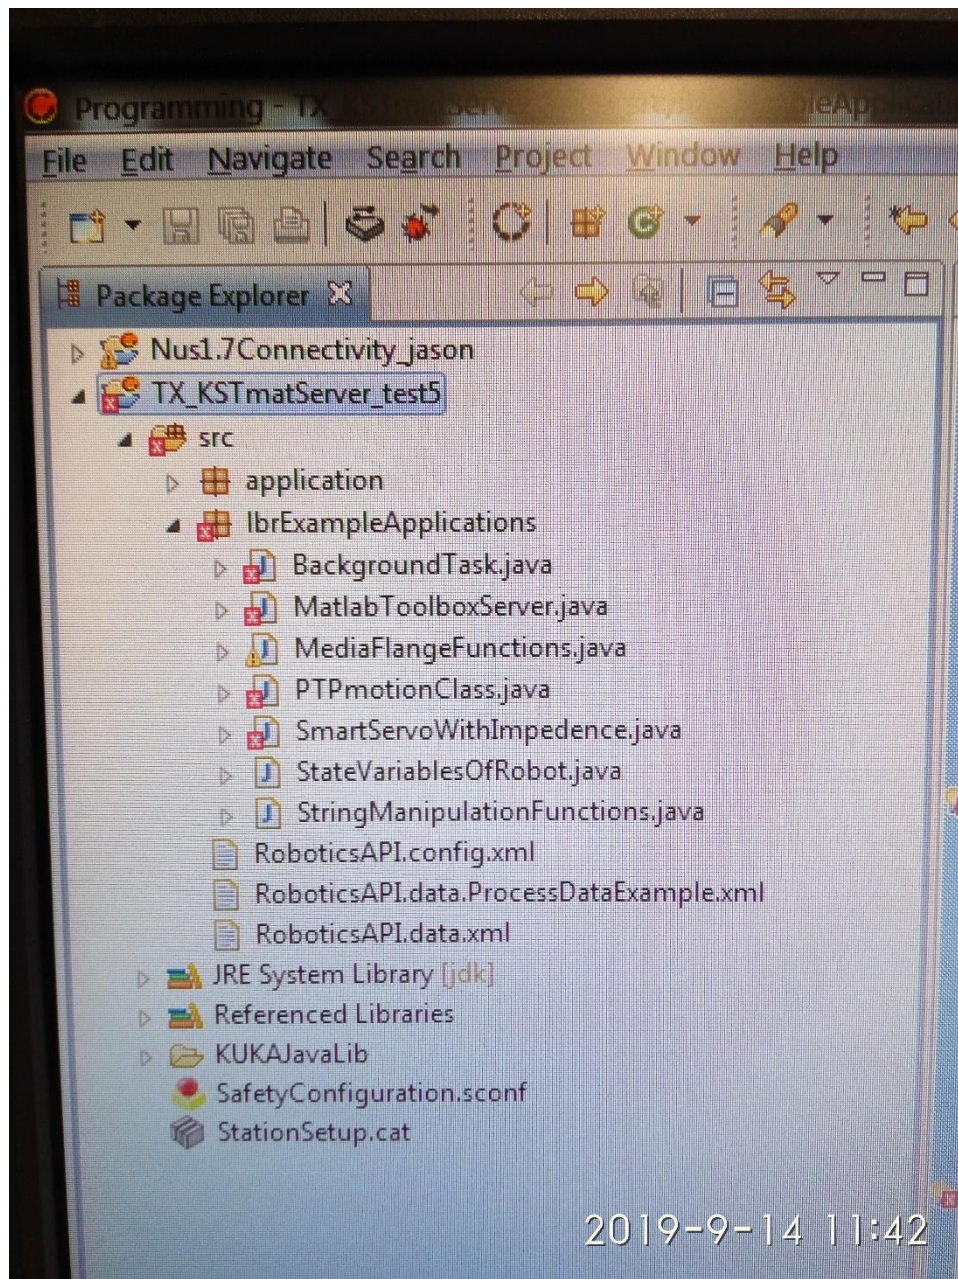 Programming - TX_KSTmatServer
File Edit Navigate Search Project Window Help
Package Explorer
Nus1.7Connectivity_jason
TX_KSTmatServer_test5
src
application
lbrExampleApplications
BackgroundTask.java
MatlabToolboxServer.java
MediaFlangeFunctions.java
PTPmotionClass.java
SmartServoWithImpedence.java
StateVariablesOfRobot.java
StringManipulationFunctions.java
RoboticsAPI.config.xml
RoboticsAPI.data.ProcessDataExample.xml
RoboticsAPI.data.xml
JRE System Library [jdk]
Referenced Libraries
KUKAJavaLib
SafetyConfiguration.sconf
StationSetup.cat
2019-9-14 11:42